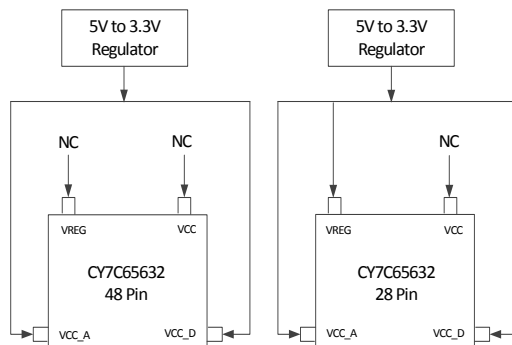 5V to 3.3V
Regulator
NC
NC
VREG
VCC
CY7C65632
48 Pin
VCC_A
VCC_D
5V to 3.3V
Regulator
NC
VREG
VCC
CY7C65632
28 Pin
VCC_A
VCC_D